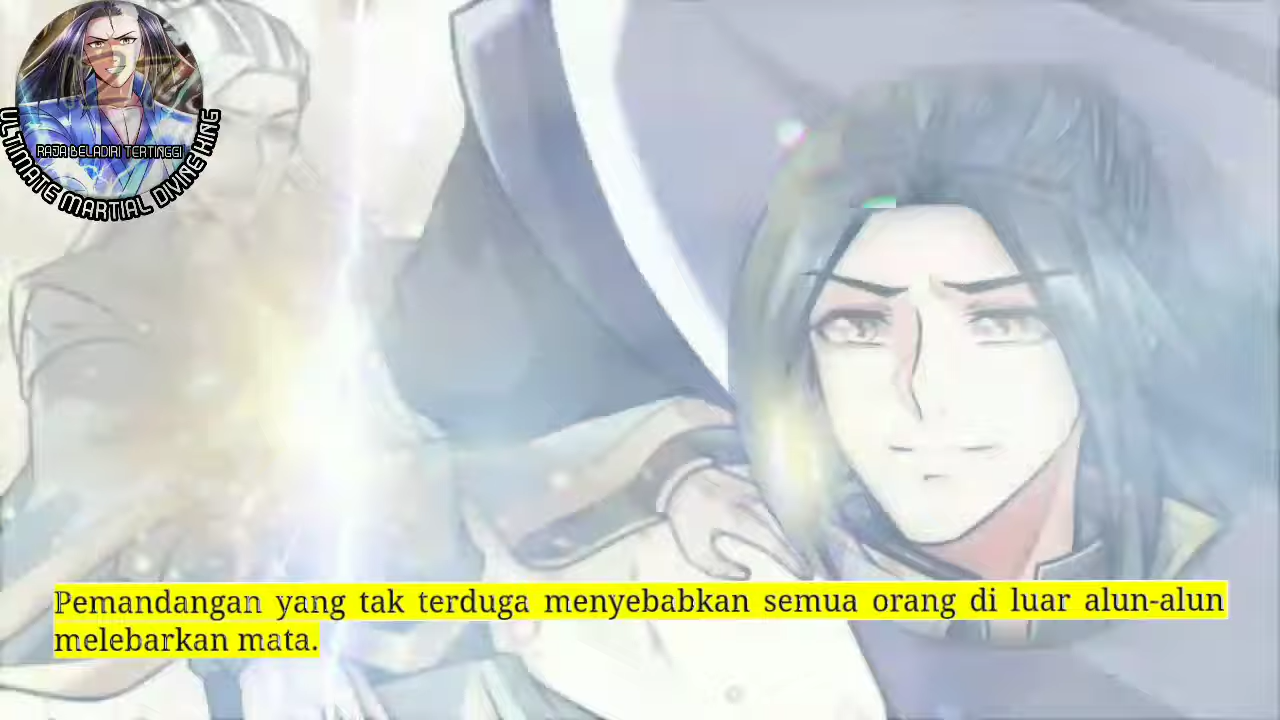 RAJA BELADIRI TERTINGGI
ULTIMATE MARTIAL DIVINE KING
Pemandangan yang tak terduga menyebabkan semua orang di luar alun-alun
melebarkan mata.